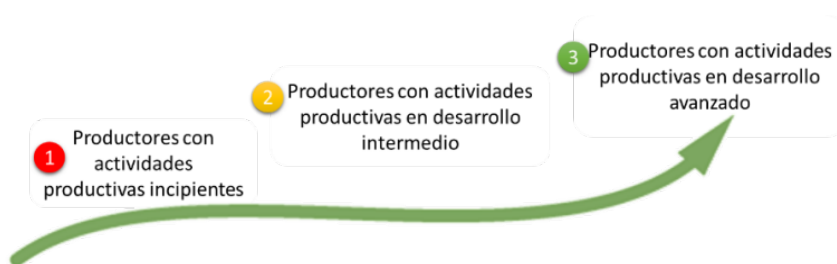 1
Productores con
actividades
productivas incipientes
2
Productores con actividades
productivas en desarrollo
intermedio
3
Productores con actividades
productivas en desarrollo
avanzado